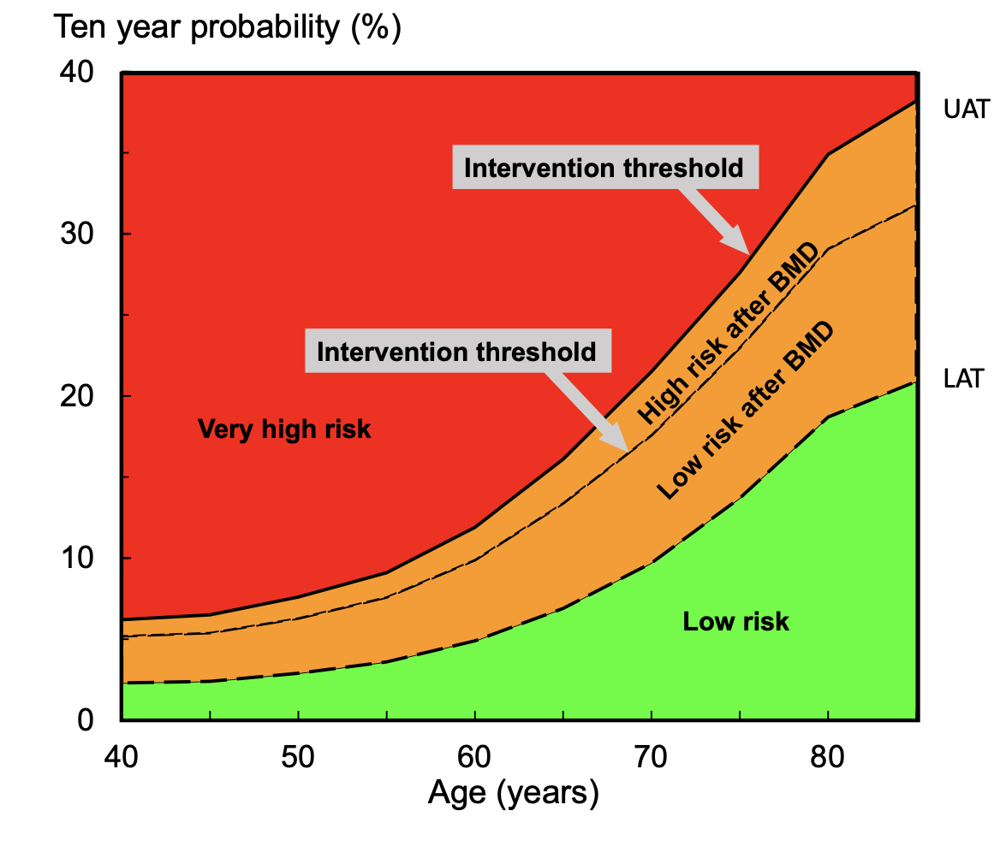 Ten year probability (%)
40
UAT
Intervention threshold
30
High risk after BMD
Intervention threshold
Low risk after BMD
LAT
20
Very high risk
10
Low risk
0
40 50 60 70 80
Age (years)